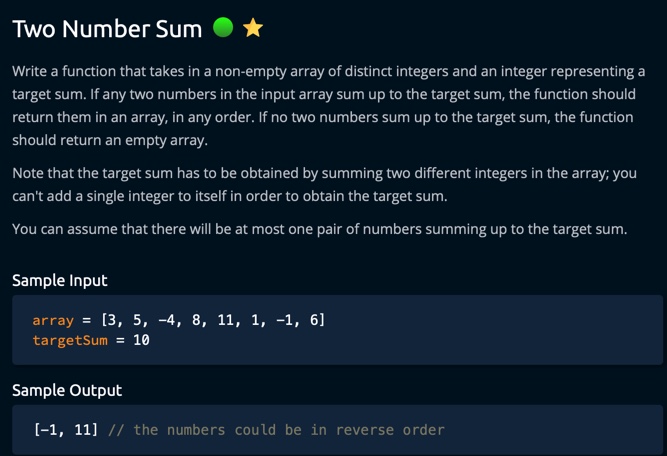 Two Number Sum
Write a function that takes in a non-empty array of distinct integers and an integer representing a
target sum. If any two numbers in the input array sum up to the target sum, the function should
return them in an array, in any order. If no two numbers sum up to the target sum, the function
should return an empty array.
Note that the target sum has to be obtained by summing two different integers in the array; you
can't add a single integer to itself in order to obtain the target sum.
You can assume that there will be at most one pair of numbers summing up to the target sum.
Sample Input
array = [3, 5, -4, 8, 11, 1, -1, 6]
targetSum = 10
Sample Output
[-1, 11] // the numbers could be in reverse order